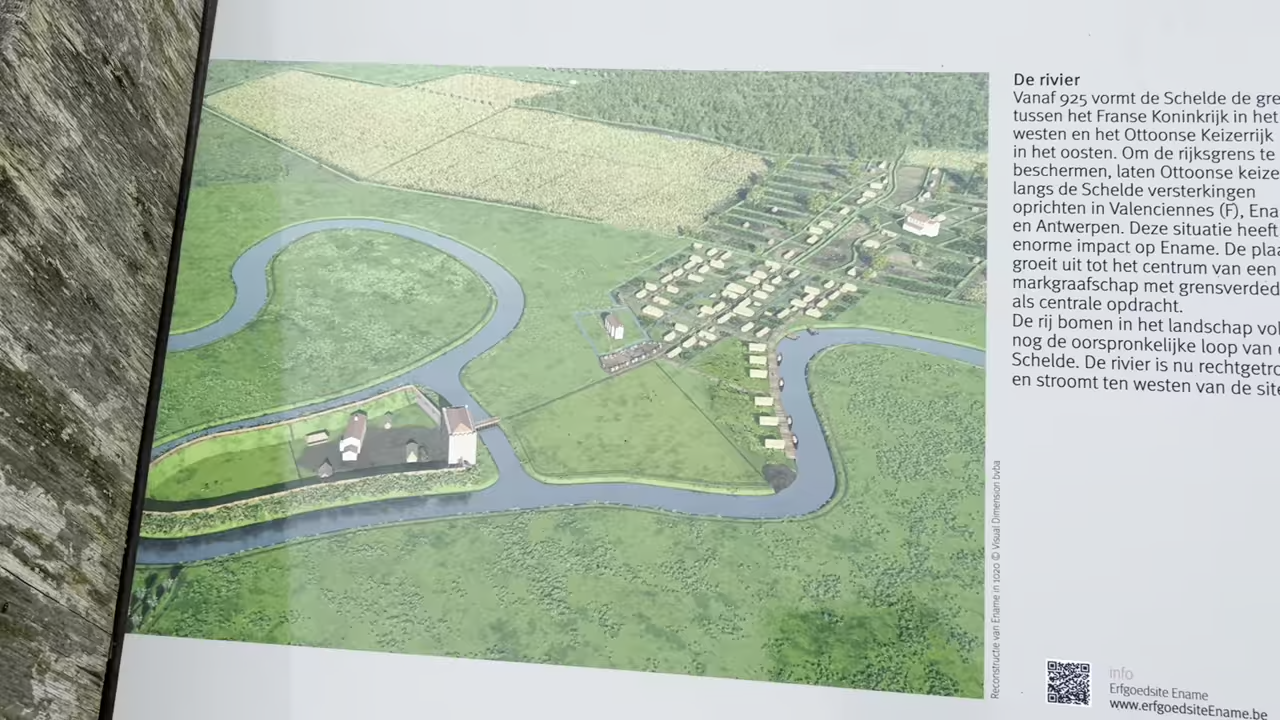 De rivier
Vanaf 925 vormt de Schelde de gre
tussen het Franse Koninkrijk in het
westen en het Ottoonse Keizerrijk
in het oosten. Om de rijksgrens te
beschermen, laten Ottoonse keize
langs de Schelde versterkingen
oprichten in Valenciennes (F), Ena
en Antwerpen. Deze situatie heeft
enorme impact op Ename. De plaa
groeit uit tot het centrum van een
markgraafschap met grensverded
als centrale opdracht.
De rij bomen in het landschap vo
nog de oorspronkelijke loop van
Schelde. De rivier is nu rechtgetro
en stroomt ten westen van de site
Reconstructie van Ename in 1020 © Visual Dimension bvba
info
Erfgoedsite Ename
www.erfgoedsiteEname.be